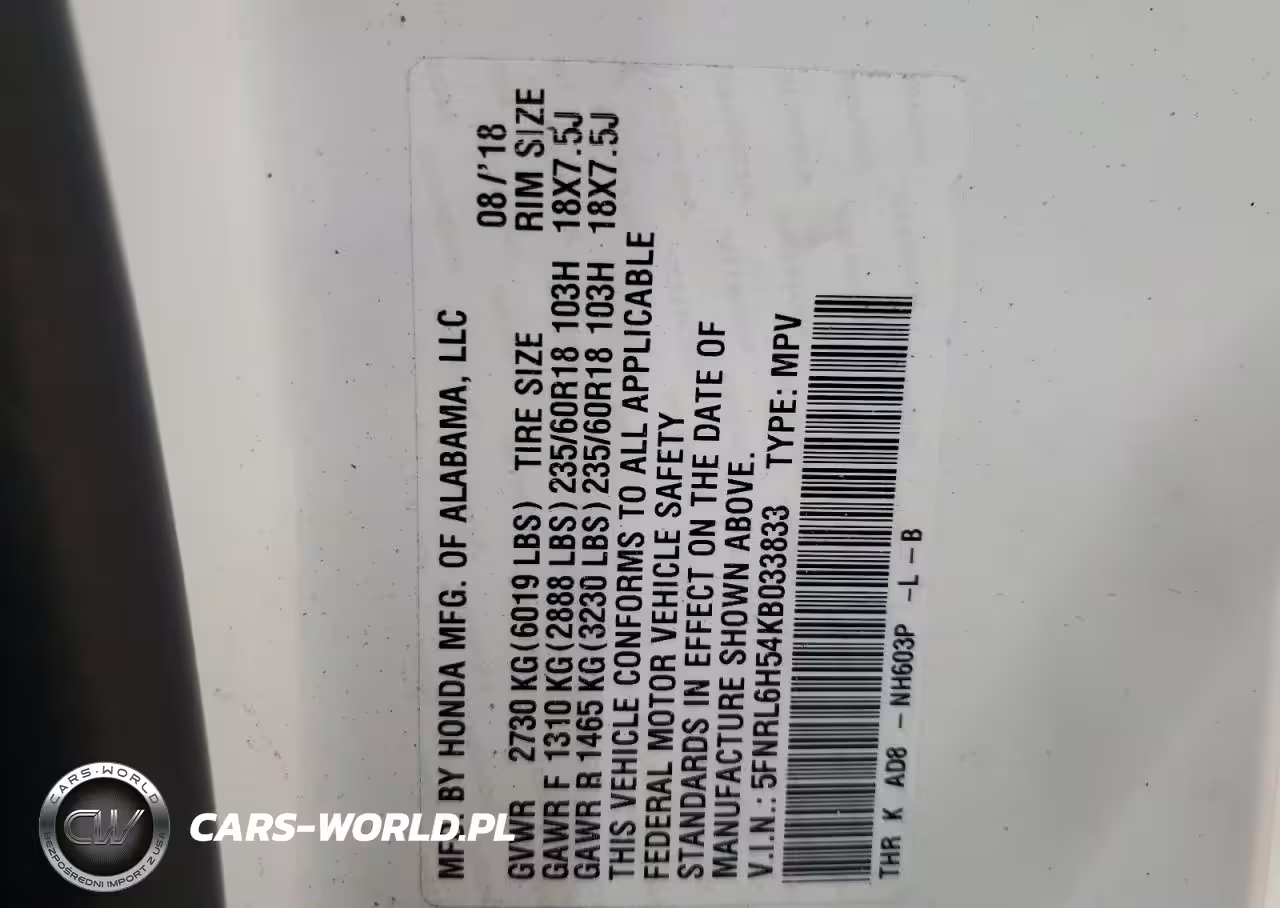 MFD. BY HONDA MFG. OF ALABAMA, LLC
08/'18
GVWR 2730 KG(6019 LBS) TIRE SIZE RIM SIZE
GAWR F 1310 KG(2888 LBS) 235/60R18 103H 18X7.5J
GAWR R 1465 KG(3230 LBS) 235/60R18 103H 18X7.5J
THIS VEHICLE CONFORMS TO ALL APPLICABLE
FEDERAL MOTOR VEHICLE SAFETY
STANDARDS IN EFFECT ON THE DATE OF
MANUFACTURE SHOWN ABOVE.
V.I.N.: 5FNRL6H54KB033833 TYPE: MPV
THR K AD8 - NH603P -L-B
CARS-WORLD
CW
BEZPOŚREDNI IMPORT Z USA
CARS-WORLD.PL